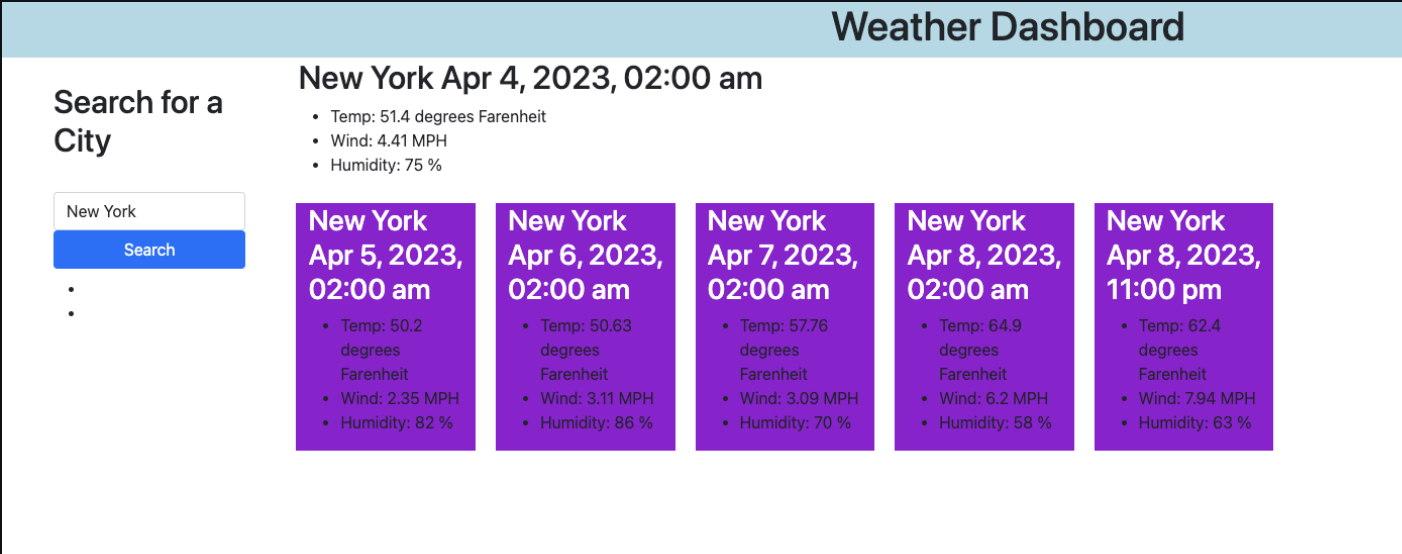 Weather Dashboard
Search for a
City
New York
Search
New York Apr 4, 2023, 02:00 am
Temp: 51.4 degrees Farenheit
Wind: 4.41 MPH
Humidity: 75 %
New York
Apr 5, 2023,
02:00 am
Temp: 50.2
degrees
Farenheit
Wind: 2.35 MPH
Humidity: 82 %
New York
Apr 6, 2023,
02:00 am
Temp: 50.63
degrees
Farenheit
Wind: 3.11 MPH
Humidity: 86 %
New York
Apr 7, 2023,
02:00 am
Temp: 57.76
degrees
Farenheit
Wind: 3.09 MPH
Humidity: 70 %
New York
Apr 8, 2023,
02:00 am
Temp: 64.9
degrees
Farenheit
Wind: 6.2 MPH
Humidity: 58 %
New York
Apr 8, 2023,
11:00 pm
Temp: 62.4
degrees
Farenheit
Wind: 7.94 MPH
Humidity: 63 %